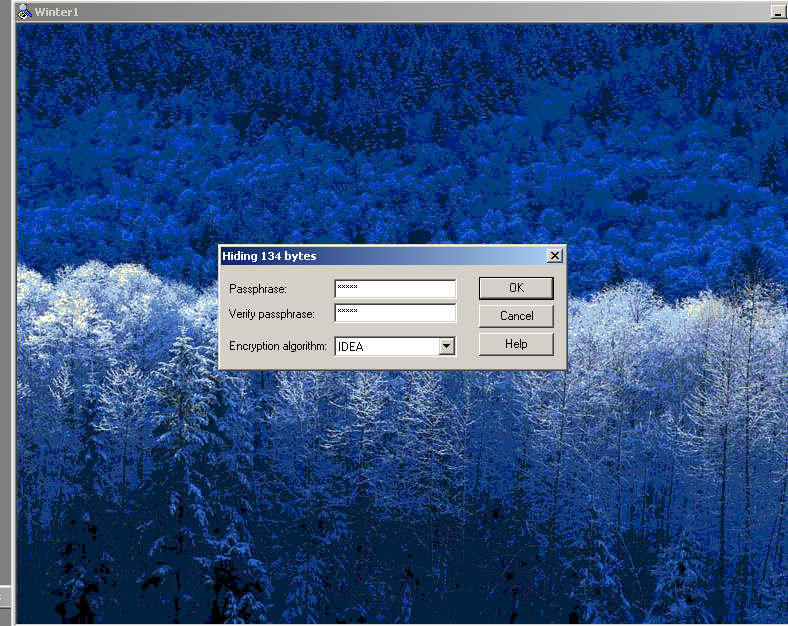 Winter1
Hiding 134 bytes
Passphrase: *****
OK
Verify passphrase: *****
Cancel
Encryption algorithm: IDEA
Help